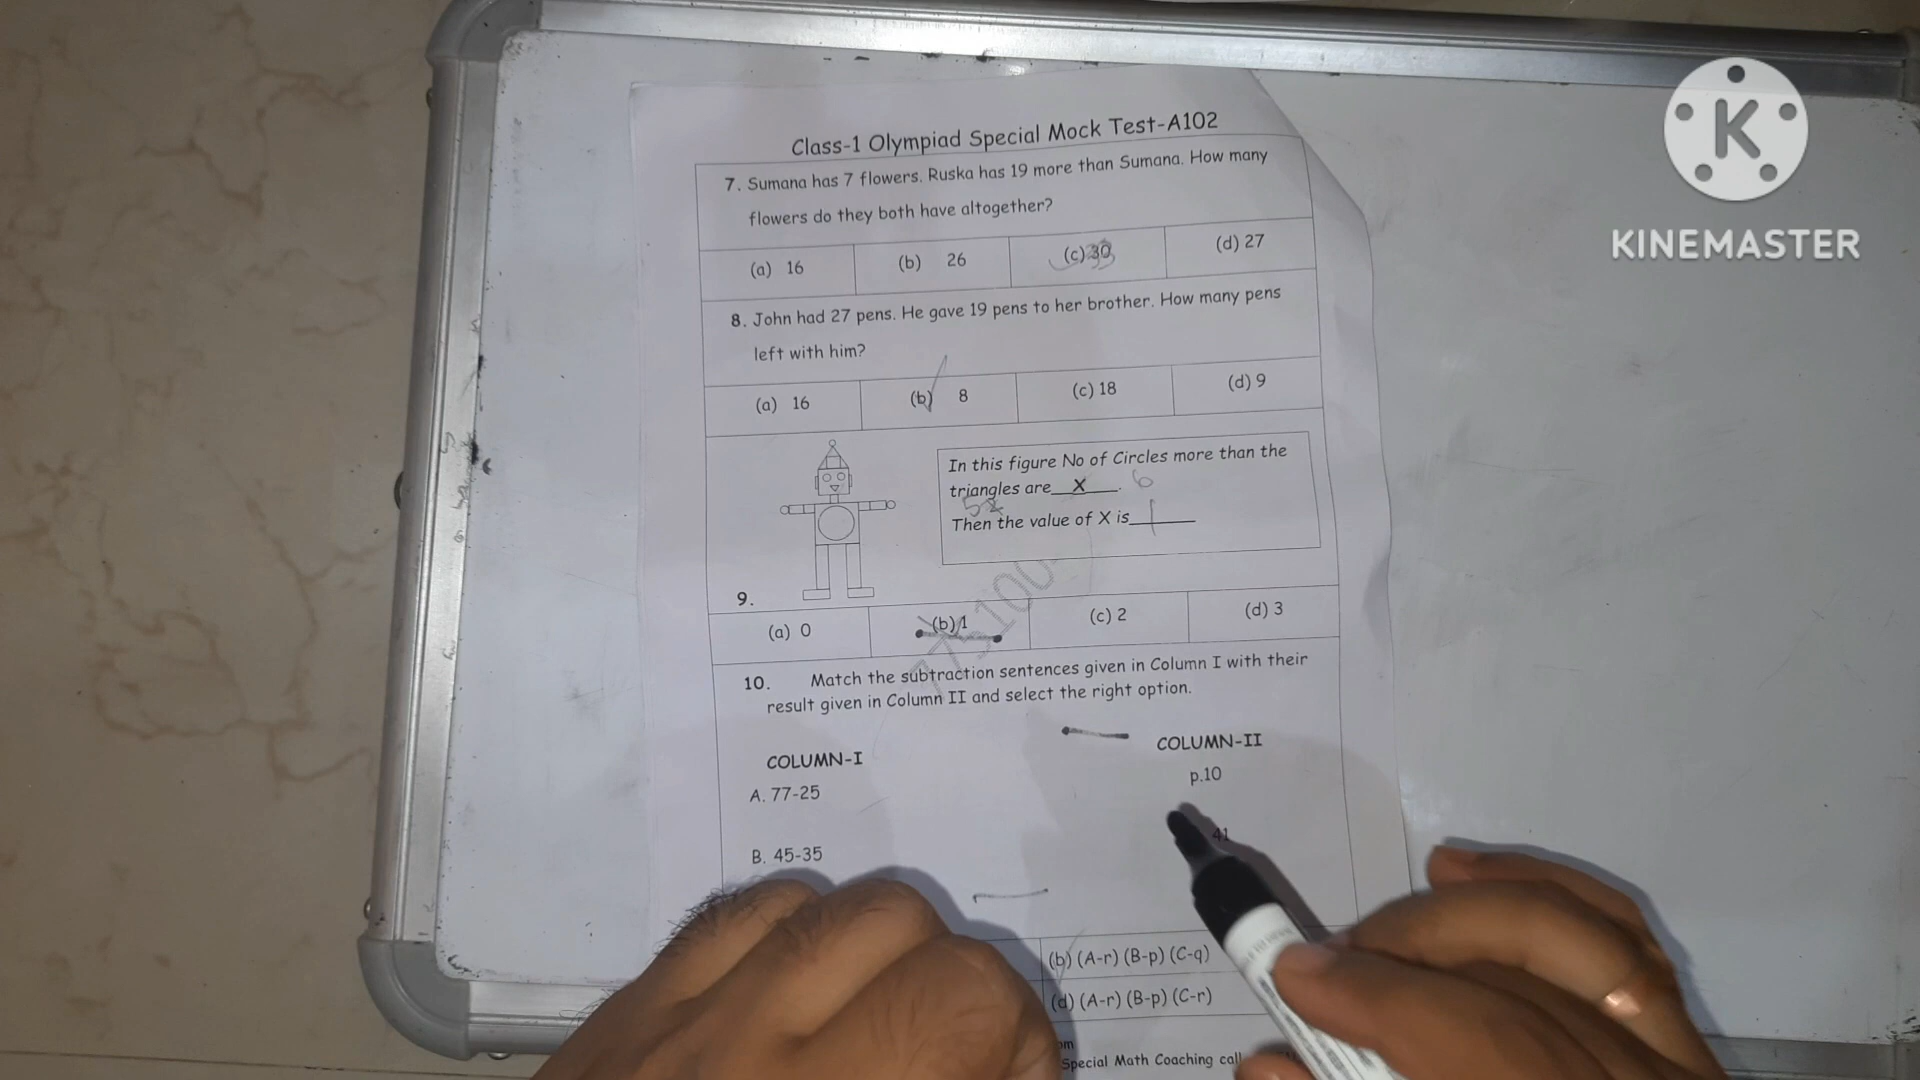 KINEMASTER
Class-1 Olympiad Special Mock Test-A102
7. Sumana has 7 flowers. Ruska has 19 more than Sumana. How many
flowers do they both have altogether?
(a) 16 (b) 26 (c) 30 (d) 27
8. John had 27 pens. He gave 19 pens to her brother. How many pens
left with him?
(a) 16 (b) 8 (c) 18 (d) 9
In this figure No of Circles more than the
triangles are X . 6
5
Then the value of X is 1
9.
(a) 0 (b) 1 (c) 2 (d) 3
10. Match the subtraction sentences given in Column I with their
result given in Column II and select the right option.
COLUMN-I COLUMN-II
A. 77-25 p.10
B. 45-35 41
(b) (A-r) (B-p) (C-q)
(d) (A-r) (B-p) (C-r)
Special Math Coaching call